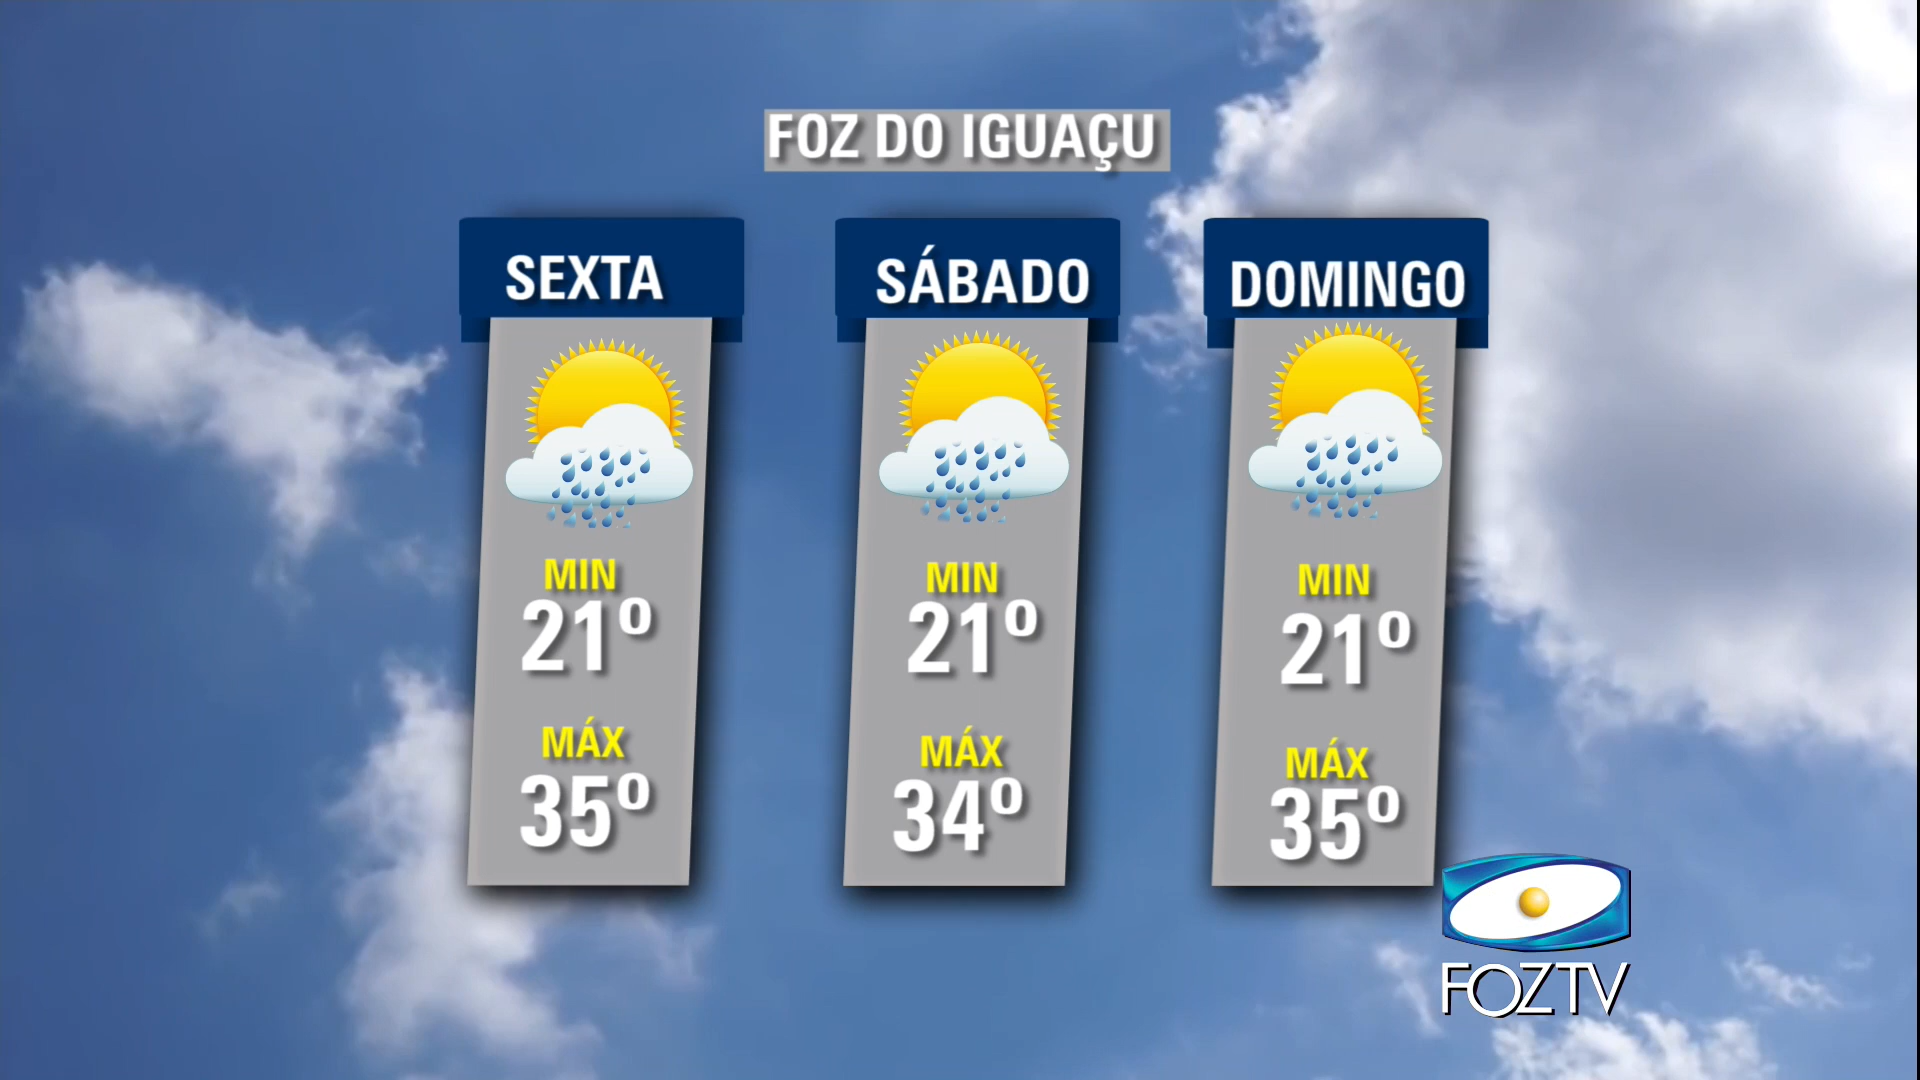 FOZ DO IGUAÇU
SEXTA
MIN
21º
MÁX
35º
SÁBADO
MIN
21º
MÁX
34º
DOMINGO
MIN
21º
MÁX
35º
FOZTV